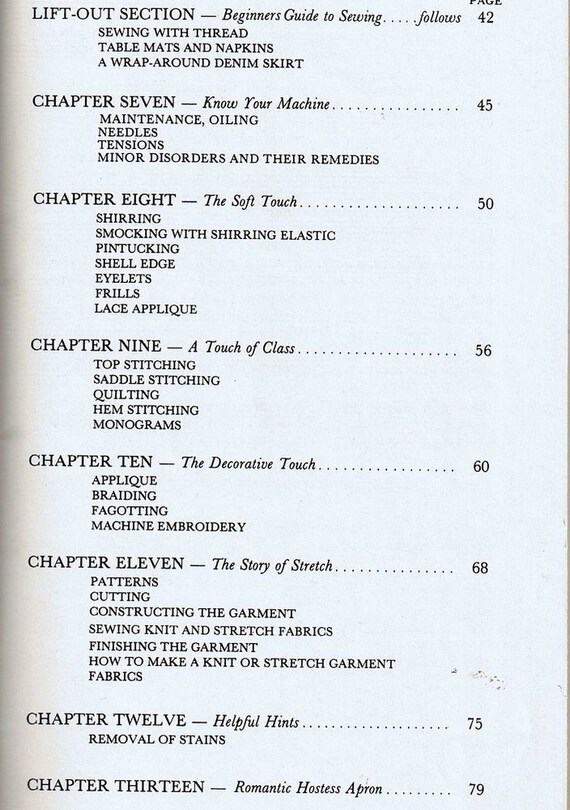 PAGE
LIFT-OUT SECTION — Beginners Guide to Sewing. . . . .follows 42
SEWING WITH THREAD
TABLE MATS AND NAPKINS
A WRAP-AROUND DENIM SKIRT
CHAPTER SEVEN — Know Your Machine. . . . . . . . . . . . . . . . 45
MAINTENANCE, OILING
NEEDLES
TENSIONS
MINOR DISORDERS AND THEIR REMEDIES
CHAPTER EIGHT — The Soft Touch. . . . . . . . . . . . . . . . . . . . 50
SHIRRING
SMOCKING WITH SHIRRING ELASTIC
PINTUCKING
SHELL EDGE
EYELETS
FRILLS
LACE APPLIQUE
CHAPTER NINE — A Touch of Class. . . . . . . . . . . . . . . . . . . . 56
TOP STITCHING
SADDLE STITCHING
QUILTING
HEM STITCHING
MONOGRAMS
CHAPTER TEN — The Decorative Touch. . . . . . . . . . . . . . . . . 60
APPLIQUE
BRAIDING
FAGOTTING
MACHINE EMBROIDERY
CHAPTER ELEVEN — The Story of Stretch. . . . . . . . . . . . . . . 68
PATTERNS
CUTTING
CONSTRUCTING THE GARMENT
SEWING KNIT AND STRETCH FABRICS
FINISHING THE GARMENT
HOW TO MAKE A KNIT OR STRETCH GARMENT
FABRICS
CHAPTER TWELVE — Helpful Hints. . . . . . . . . . . . . . . . . . . 75
REMOVAL OF STAINS
CHAPTER THIRTEEN — Romantic Hostess Apron . . . . . . . . . 79